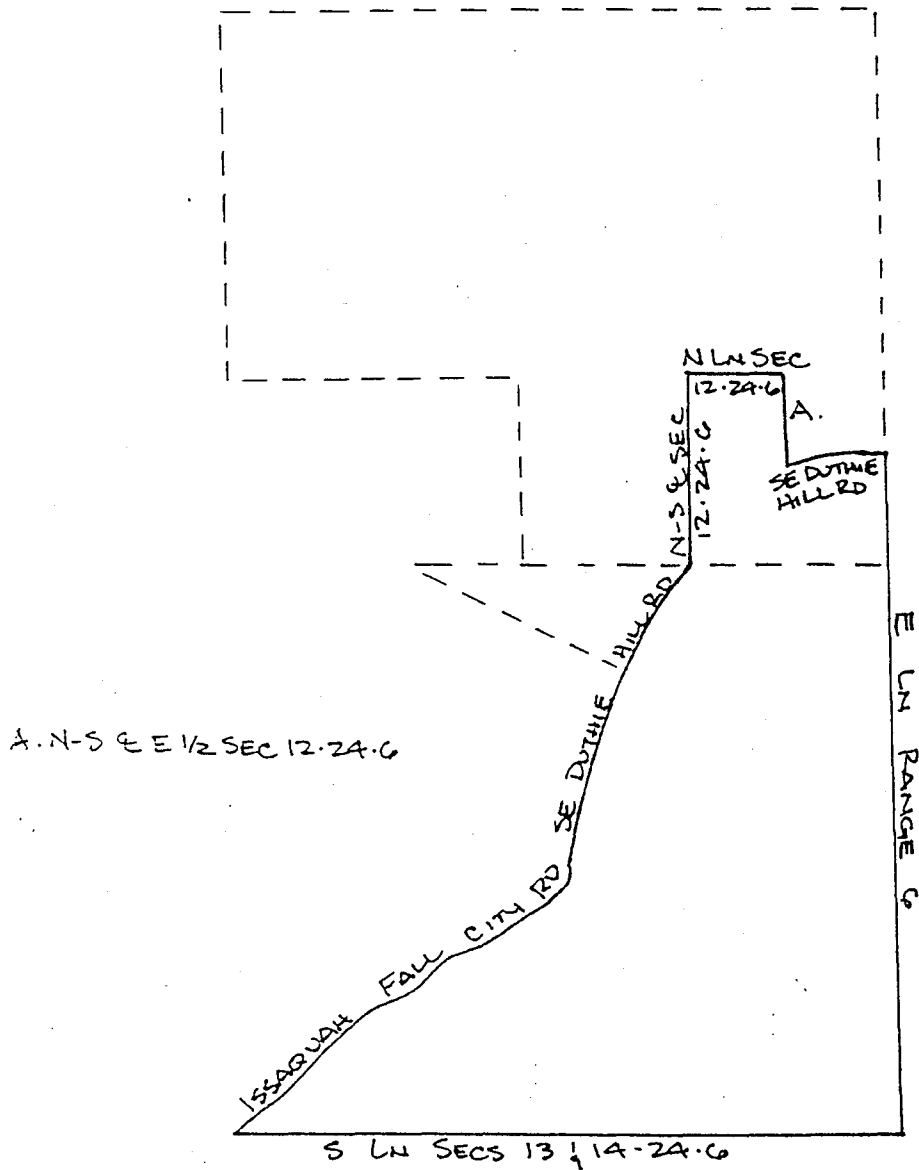 N LN SEC
12.24.6
A.
N-S ℄ SEC
12.24.6
SE DUTHIE
HILL RD
SE DUTHIE HILL RD
E LN RANGE 6
A. N-S ℄ E 1/2 SEC 12.24.6
ISSAQUAH FALL CITY RD
S LN SECS 13 & 14-24.6